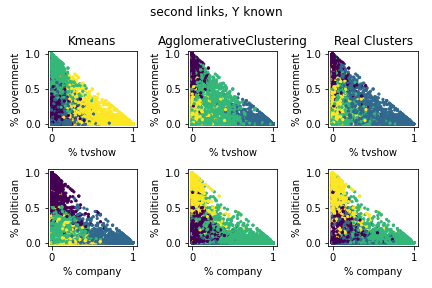 second links, Y known
Kmeans
AgglomerativeClustering
Real Clusters
% government
1.0
0.5
0.0
0
1
% tvshow
% government
1.0
0.5
0.0
0
1
% tvshow
% government
1.0
0.5
0.0
0
1
% tvshow
% politician
1.0
0.5
0.0
0
1
% company
% politician
1.0
0.5
0.0
0
1
% company
% politician
1.0
0.5
0.0
0
1
% company